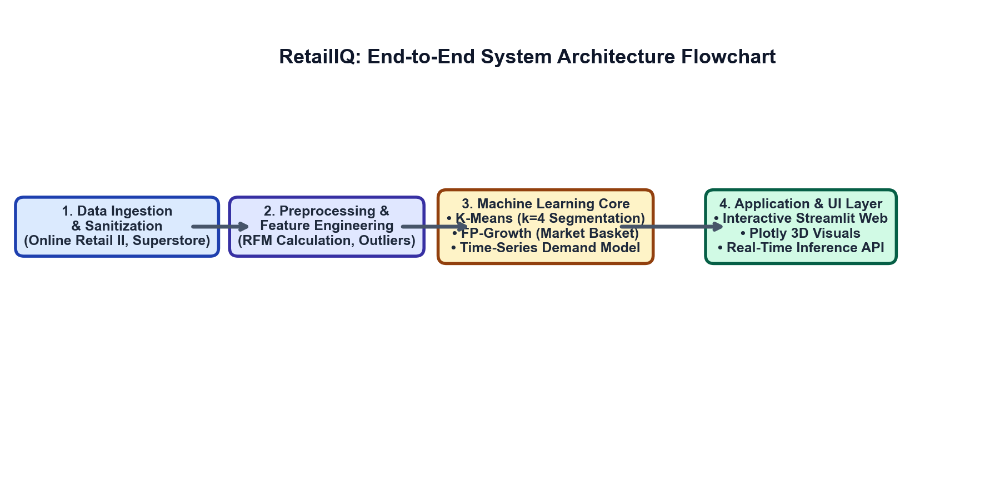 RetailIQ: End-to-End System Architecture Flowchart
1. Data Ingestion
& Sanitization
(Online Retail II, Superstore)
2. Preprocessing &
Feature Engineering
(RFM Calculation, Outliers)
3. Machine Learning Core
• K-Means (k=4 Segmentation)
• FP-Growth (Market Basket)
• Time-Series Demand Model
4. Application & UI Layer
• Interactive Streamlit Web
• Plotly 3D Visuals
• Real-Time Inference API